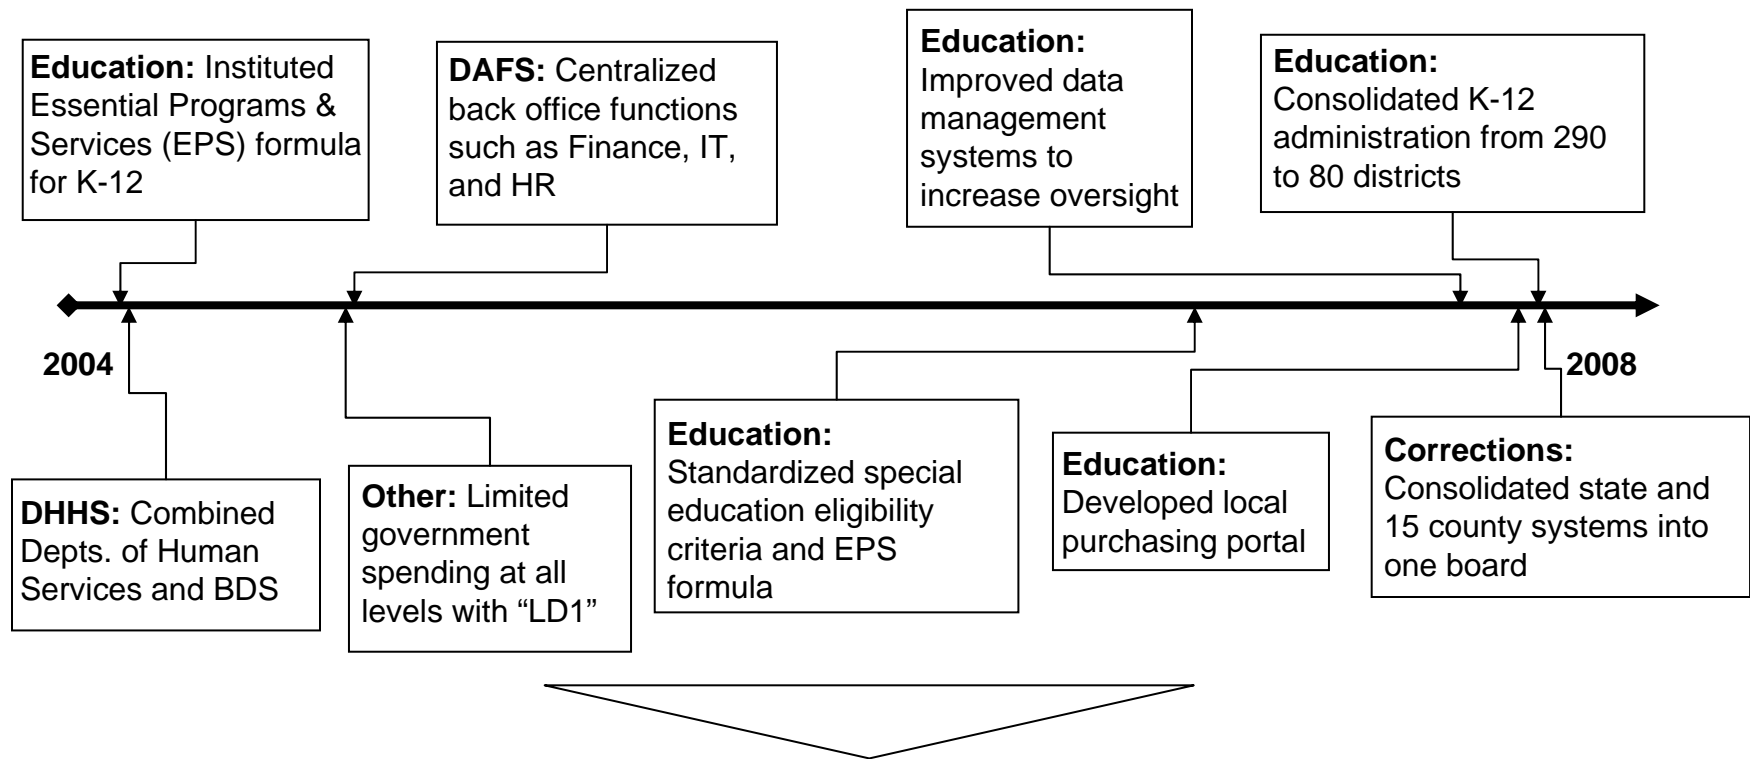 Education: Instituted
Essential Programs &
Services (EPS) formula
for K-12
DAFS: Centralized
back office functions
such as Finance, IT,
and HR
Education:
Improved data
management
systems to
increase oversight
Education:
Consolidated K-12
administration from 290
to 80 districts
2004
2008
DHHS: Combined
Depts. of Human
Services and BDS
Other: Limited
government
spending at all
levels with “LD1”
Education:
Standardized special
education eligibility
criteria and EPS
formula
Education:
Developed local
purchasing portal
Corrections:
Consolidated state and
15 county systems into
one board